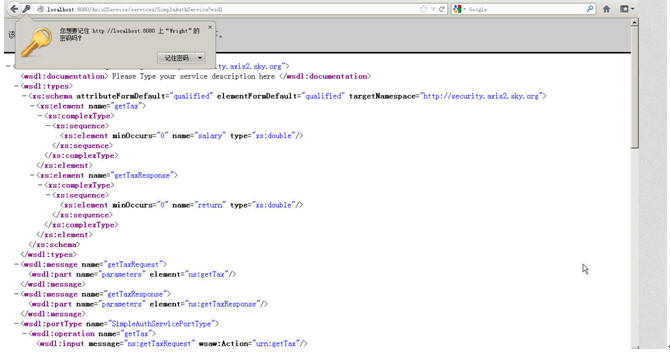 localhost:8080/Axis2Service/services/SimpleAuthService?wsdl
Google
您想要记住 http://localhost:8080 上 "Wright" 的
密码吗?
记住密码
.axis2.sky.org">
<wsdl:documentation> Please Type your service description here </wsdl:documentation>
-<wsdl:types>
-<xs:schema attributeFormDefault="qualified" elementFormDefault="qualified" targetNamespace="http://security.axis2.sky.org">
-<xs:element name="getTax">
-<xs:complexType>
-<xs:sequence>
<xs:element minOccurs="0" name="salary" type="xs:double"/>
</xs:sequence>
</xs:complexType>
</xs:element>
-<xs:element name="getTaxResponse">
-<xs:complexType>
-<xs:sequence>
<xs:element minOccurs="0" name="return" type="xs:double"/>
</xs:sequence>
</xs:complexType>
</xs:element>
</xs:schema>
</wsdl:types>
-<wsdl:message name="getTaxRequest">
<wsdl:part name="parameters" element="ns:getTax"/>
</wsdl:message>
-<wsdl:message name="getTaxResponse">
<wsdl:part name="parameters" element="ns:getTaxResponse"/>
</wsdl:message>
-<wsdl:portType name="SimpleAuthServicePortType">
-<wsdl:operation name="getTax">
<wsdl:input message="ns:getTaxRequest" wsaw:Action="urn:getTax"/>